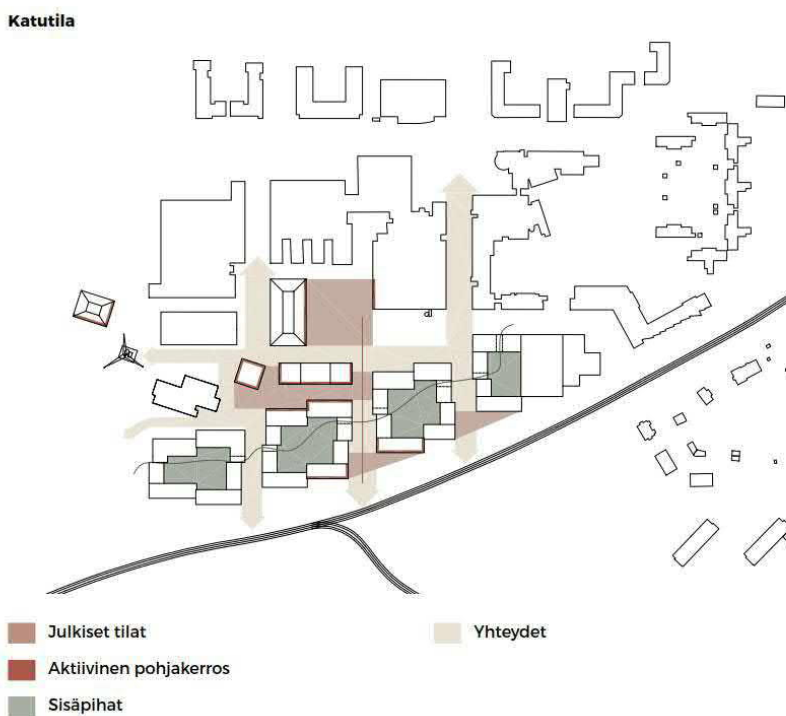 Katutila
Julkiset tilat
Yhteydet
Aktiivinen pohjakerros
Sisäpihat